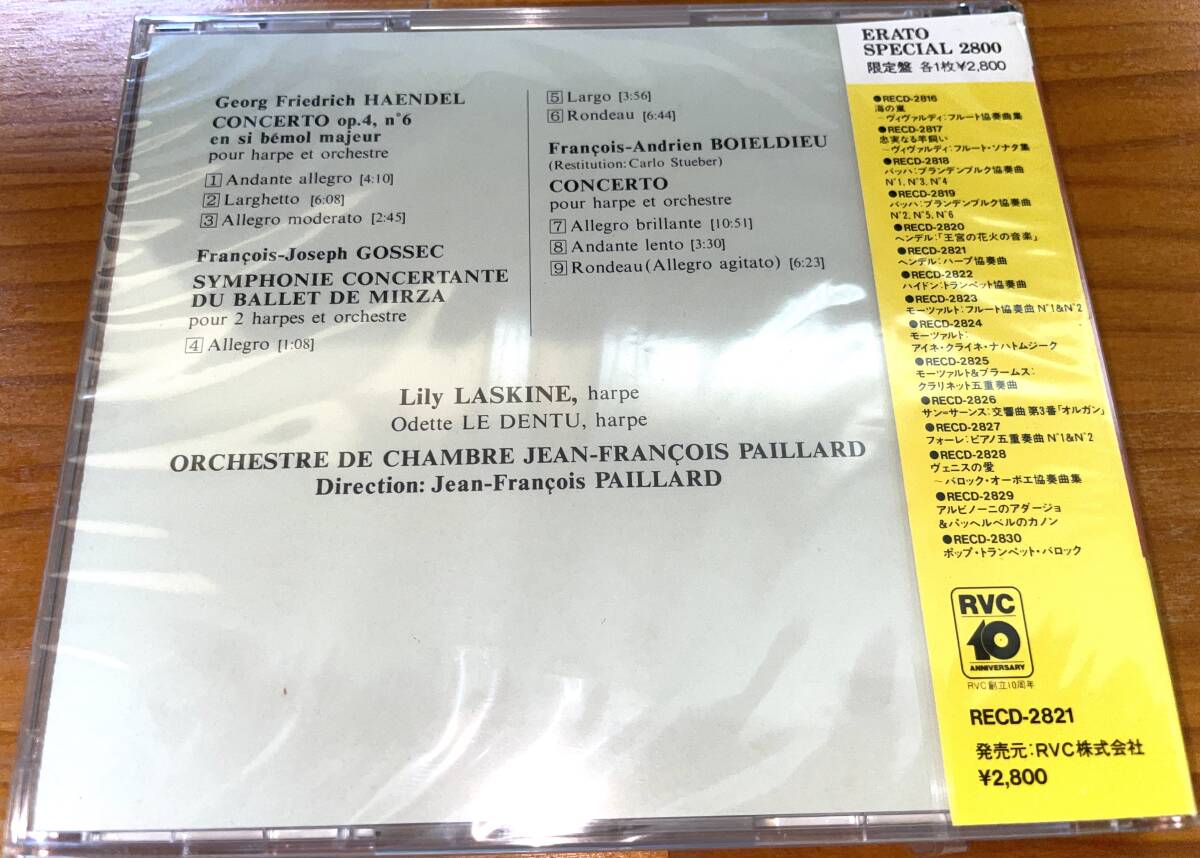 Georg Friedrich HAENDEL
CONCERTO op.4, n°6
en si bémol majeur
pour harpe et orchestre
1 Andante allegro [4:10]
2 Larghetto [6:08]
3 Allegro moderato [2:45]
François-Joseph GOSSEC
SYMPHONIE CONCERTANTE
DU BALLET DE MIRZA
pour 2 harpes et orchestre
4 Allegro [1:08]
5 Largo [3:56]
6 Rondeau [6:44]
François-Andrien BOIELDIEU
(Restitution: Carlo Stueber)
CONCERTO
pour harpe et orchestre
7 Allegro brillante [10:51]
8 Andante lento [3:30]
9 Rondeau (Allegro agitato) [6:23]
Lily LASKINE, harpe
Odette LE DENTU, harpe
ORCHESTRE DE CHAMBRE JEAN-FRANÇOIS PAILLARD
Direction: Jean-François PAILLARD
ERATO
SPECIAL 2800
限定盤 各1枚¥2,800
●RECD-2816
海の嵐
～ヴィヴァルディ:フルート協奏曲集
●RECD-2817
忠実なる羊飼い
～ヴィヴァルディ:フルート・ソナタ集
●RECD-2818
バッハ:ブランデンブルク協奏曲
N°1, N°3, N°4
●RECD-2819
バッハ:ブランデンブルク協奏曲
N°2, N°5, N°6
●RECD-2820
ヘンデル:「王宮の花火の音楽」
●RECD-2821
ヘンデル:ハープ協奏曲
●RECD-2822
ハイドン:トランペット協奏曲
●RECD-2823
モーツァルト:フルート協奏曲 N°1&N°2
●RECD-2824
モーツァルト:
アイネ・クライネ・ナハトムジーク
●RECD-2825
モーツァルト&ブラームス:
クラリネット五重奏曲
●RECD-2826
サン=サーンス:交響曲 第3番「オルガン」
●RECD-2827
フォーレ:ピアノ五重奏曲 N°1&N°2
●RECD-2828
ヴェニスの愛
～バロック・オーボエ協奏曲集
●RECD-2829
アルビノーニのアダージョ
&パッヘルベルのカノン
●RECD-2830
ポップ・トランペット・バロック
RVC
10
ANNIVERSARY
RVC創立10周年
RECD-2821
発売元:RVC株式会社
¥2,800